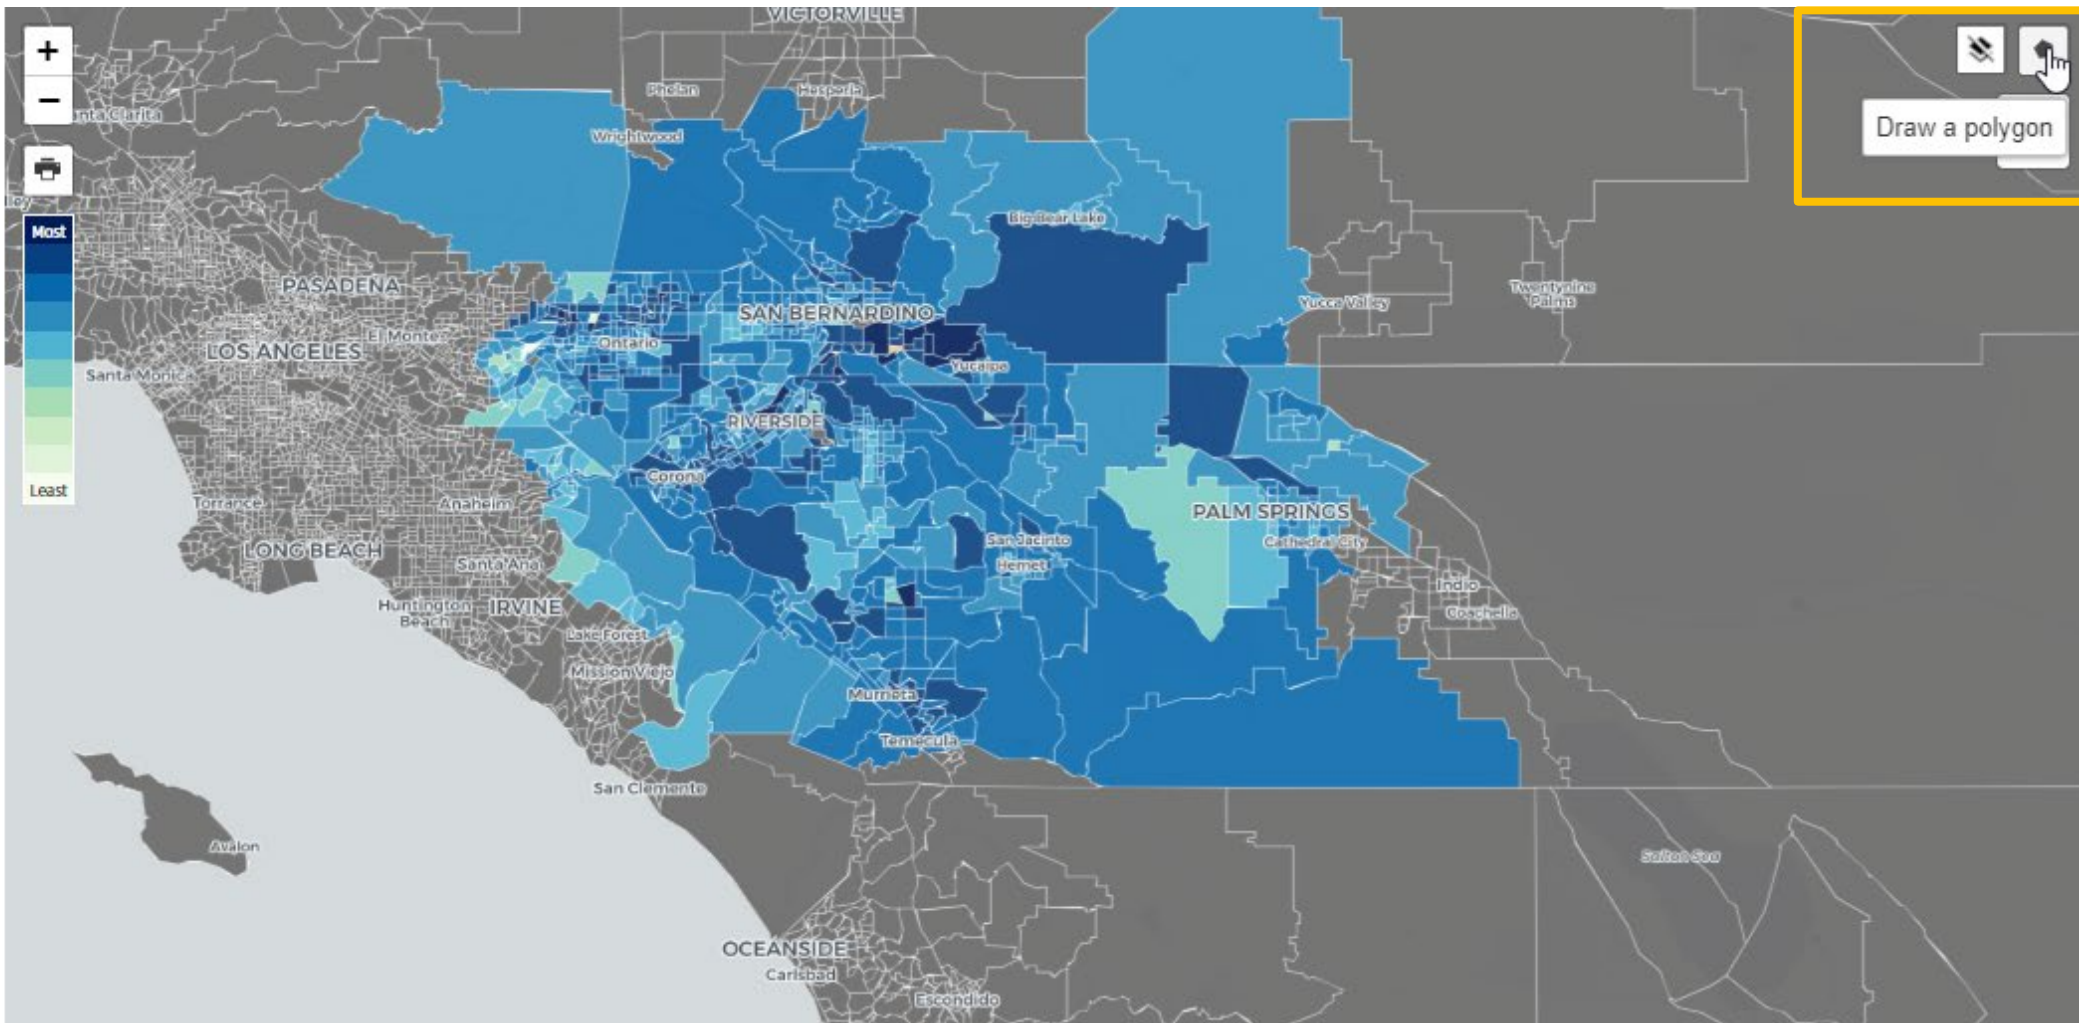 VICTORVILLE
+
−
Phelan
Hesperia
anta Clarita
Draw a polygon
Wrightwood
ley
Big Bear Lake
Most
PASADENA
Twentynine
Palms
Yucca Valley
SAN BERNARDINO
El Monte
Ontario
LOS ANGELES
Yucaipa
Santa Monica
RIVERSIDE
Corona
Least
Torrance
Anaheim
PALM SPRINGS
San Jacinto
Cathedral City
LONG BEACH
Santa Ana
Hemet
Indio
Huntington
Beach
IRVINE
Coachella
Lake Forest
Mission Viejo
Murrieta
Temecula
San Clemente
Avalon
Salton Sea
OCEANSIDE
Carlsbad
Escondido